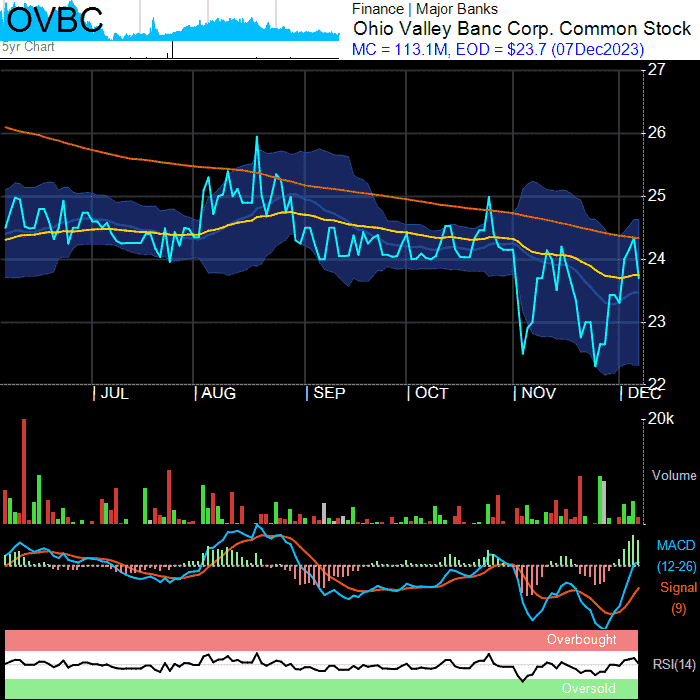 OVBC
5yr Chart
Finance | Major Banks
Ohio Valley Banc Corp. Common Stock
MC = 113.1M, EOD = $23.7 (07Dec2023)
27
26
25
24
23
22
| JUL | AUG | SEP | OCT | NOV | DEC
20k
Volume
MACD
(12-26)
Signal
(9)
Overbought
RSI(14)
Oversold